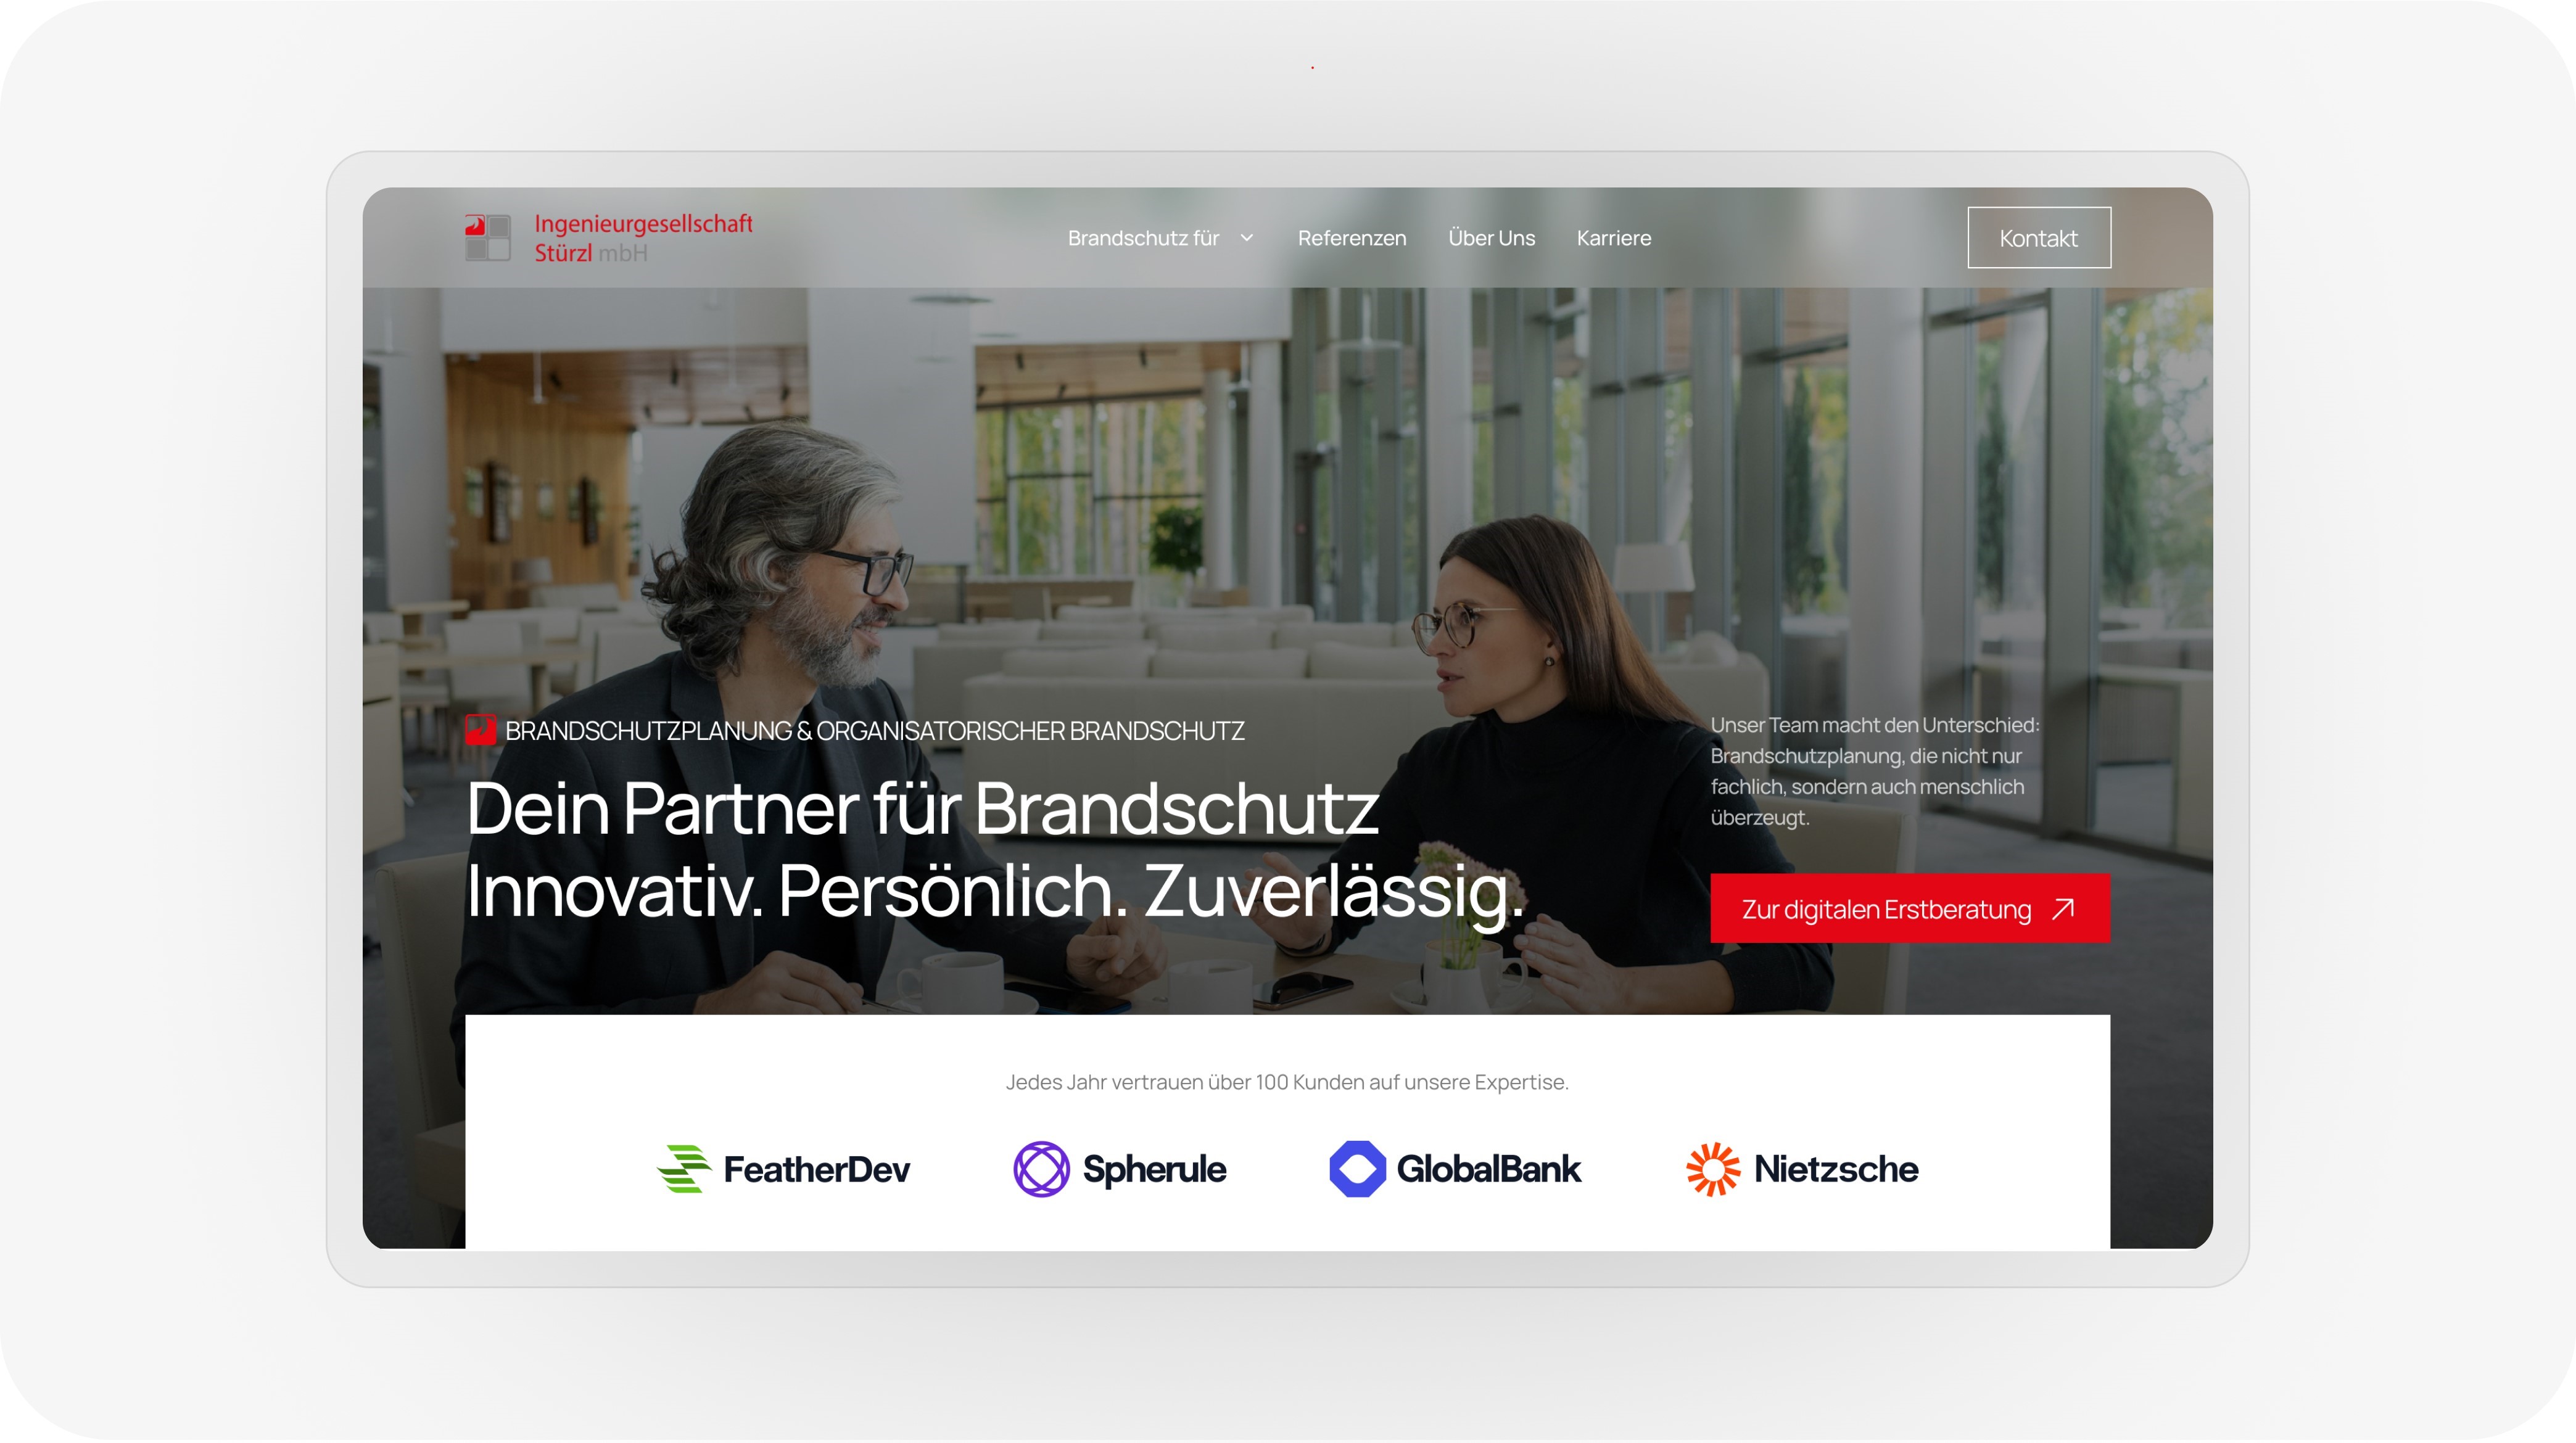 Ingenieurgesellschaft
Stürzl mbH
Brandschutz für
Referenzen
Über Uns
Karriere
Kontakt
BRANDSCHUTZPLANUNG & ORGANISATORISCHER BRANDSCHUTZ
Dein Partner für Brandschutz
Innovativ. Persönlich. Zuverlässig.
Unser Team macht den Unterschied:
Brandschutzplanung, die nicht nur
fachlich, sondern auch menschlich
überzeugt.
Zur digitalen Erstberatung
Jedes Jahr vertrauen über 100 Kunden auf unsere Expertise.
FeatherDev
Spherule
GlobalBank
Nietzsche